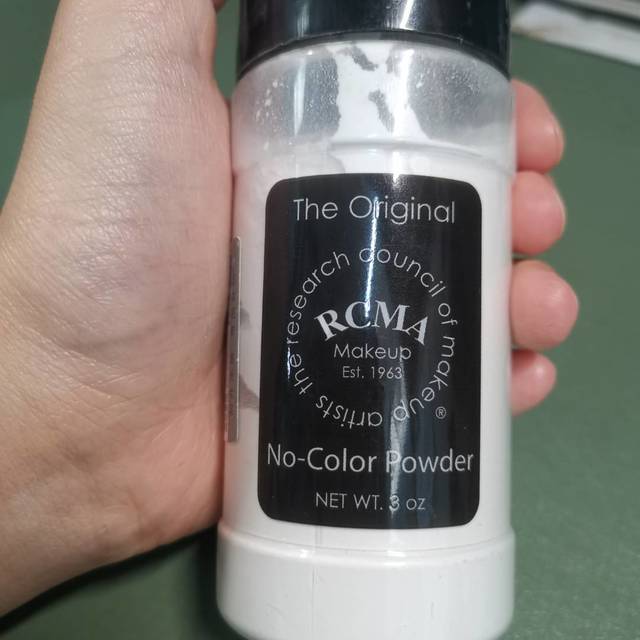 The Original
the research council of makeup artists
RCMA
Makeup
Est. 1963
®
No-Color Powder
NET WT. 3 oz